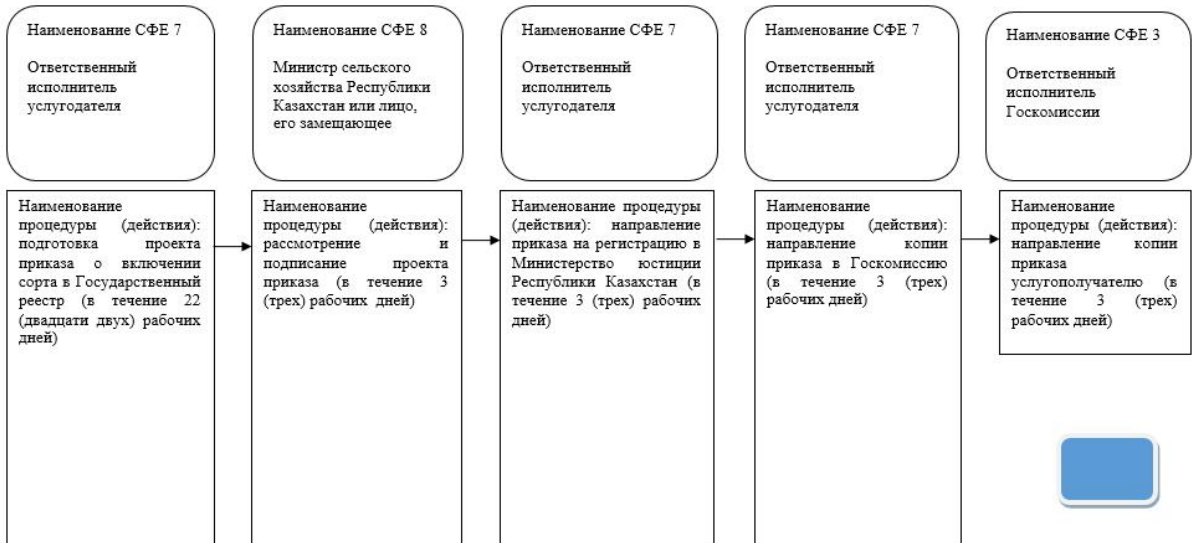 Наименование СФЕ 7
Ответственный
исполнитель
услугодателя
Наименование СФЕ 8
Министр сельского
хозяйства Республики
Казахстан или лицо,
его замещающее
Наименование СФЕ 7
Ответственный
исполнитель
услугодателя
Наименование СФЕ 7
Ответственный
исполнитель
услугодателя
Наименование СФЕ 3
Ответственный
исполнитель
Госкомиссии
Наименование
процедуры (действия):
подготовка проекта
приказа о включении
сорта в Государственный
реестр (в течение 22
(двадцати двух) рабочих
дней)
Наименование
процедуры (действия):
рассмотрение и
подписание проекта
приказа (в течение 3
(трех) рабочих дней)
Наименование процедуры
(действия): направление
приказа на регистрацию в
Министерство юстиции
Республики Казахстан (в
течение 3 (трех) рабочих
дней)
Наименование
процедуры (действия):
направление копии
приказа в Госкомиссию
(в течение 3 (трех)
рабочих дней)
Наименование
процедуры (действия):
направление копии
приказа
услугополучателю (в
течение 3 (трех)
рабочих дней)